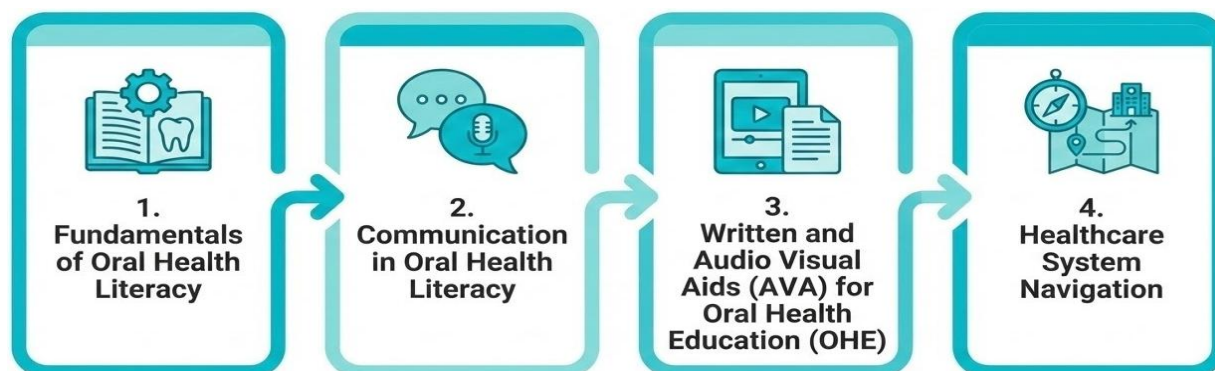 1.
Fundamentals
of Oral Health
Literacy
2.
Communication
in Oral Health
Literacy
3.
Written and
Audio Visual
Aids (AVA) for
Oral Health
Education (OHE)
4.
Healthcare
System
Navigation